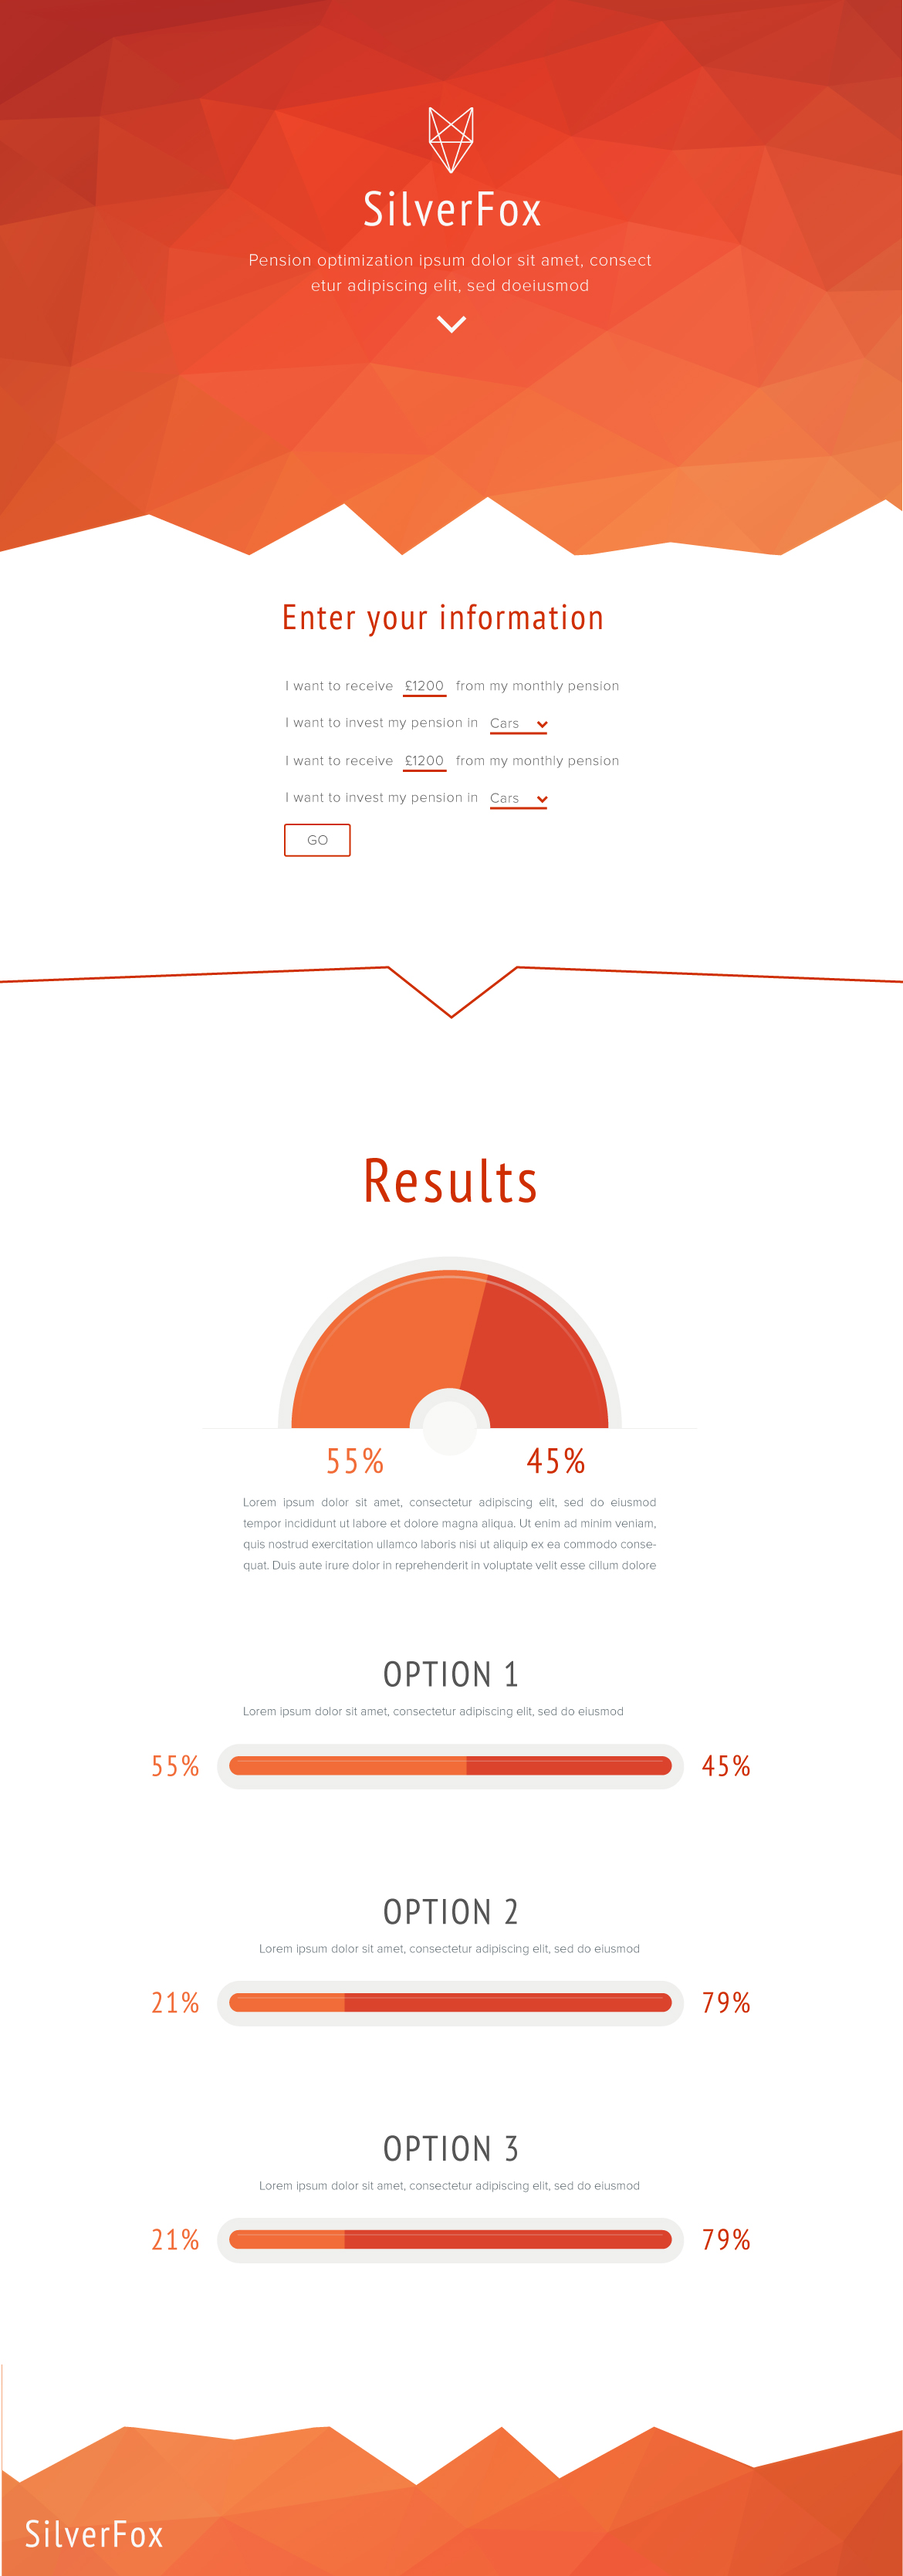 SilverFox
Pension optimization ipsum dolor sit amet, consect
etur adipiscing elit, sed doeiusmod
Enter your information
I want to receive £1200 from my monthly pension
I want to invest my pension in Cars
I want to receive £1200 from my monthly pension
I want to invest my pension in Cars
GO
Results
55% 45%
Lorem ipsum dolor sit amet, consectetur adipiscing elit, sed do eiusmod
tempor incididunt ut labore et dolore magna aliqua. Ut enim ad minim veniam,
quis nostrud exercitation ullamco laboris nisi ut aliquip ex ea commodo conse-
quat. Duis aute irure dolor in reprehenderit in voluptate velit esse cillum dolore
OPTION 1
Lorem ipsum dolor sit amet, consectetur adipiscing elit, sed do eiusmod
55% 45%
OPTION 2
Lorem ipsum dolor sit amet, consectetur adipiscing elit, sed do eiusmod
21% 79%
OPTION 3
Lorem ipsum dolor sit amet, consectetur adipiscing elit, sed do eiusmod
21% 79%
SilverFox